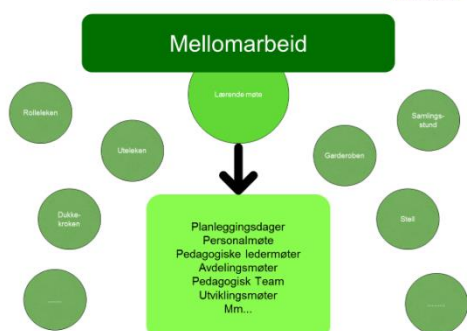 Mellomarbeid
Lærende møte
Rolleleken
Uteleken
Dukke-
kroken
Samlings-
stund
Garderoben
Stell
Planleggingsdager
Personalmøte
Pedagogiske ledermøter
Avdelingsmøter
Pedagogisk Team
Utviklingsmøter
Mm...